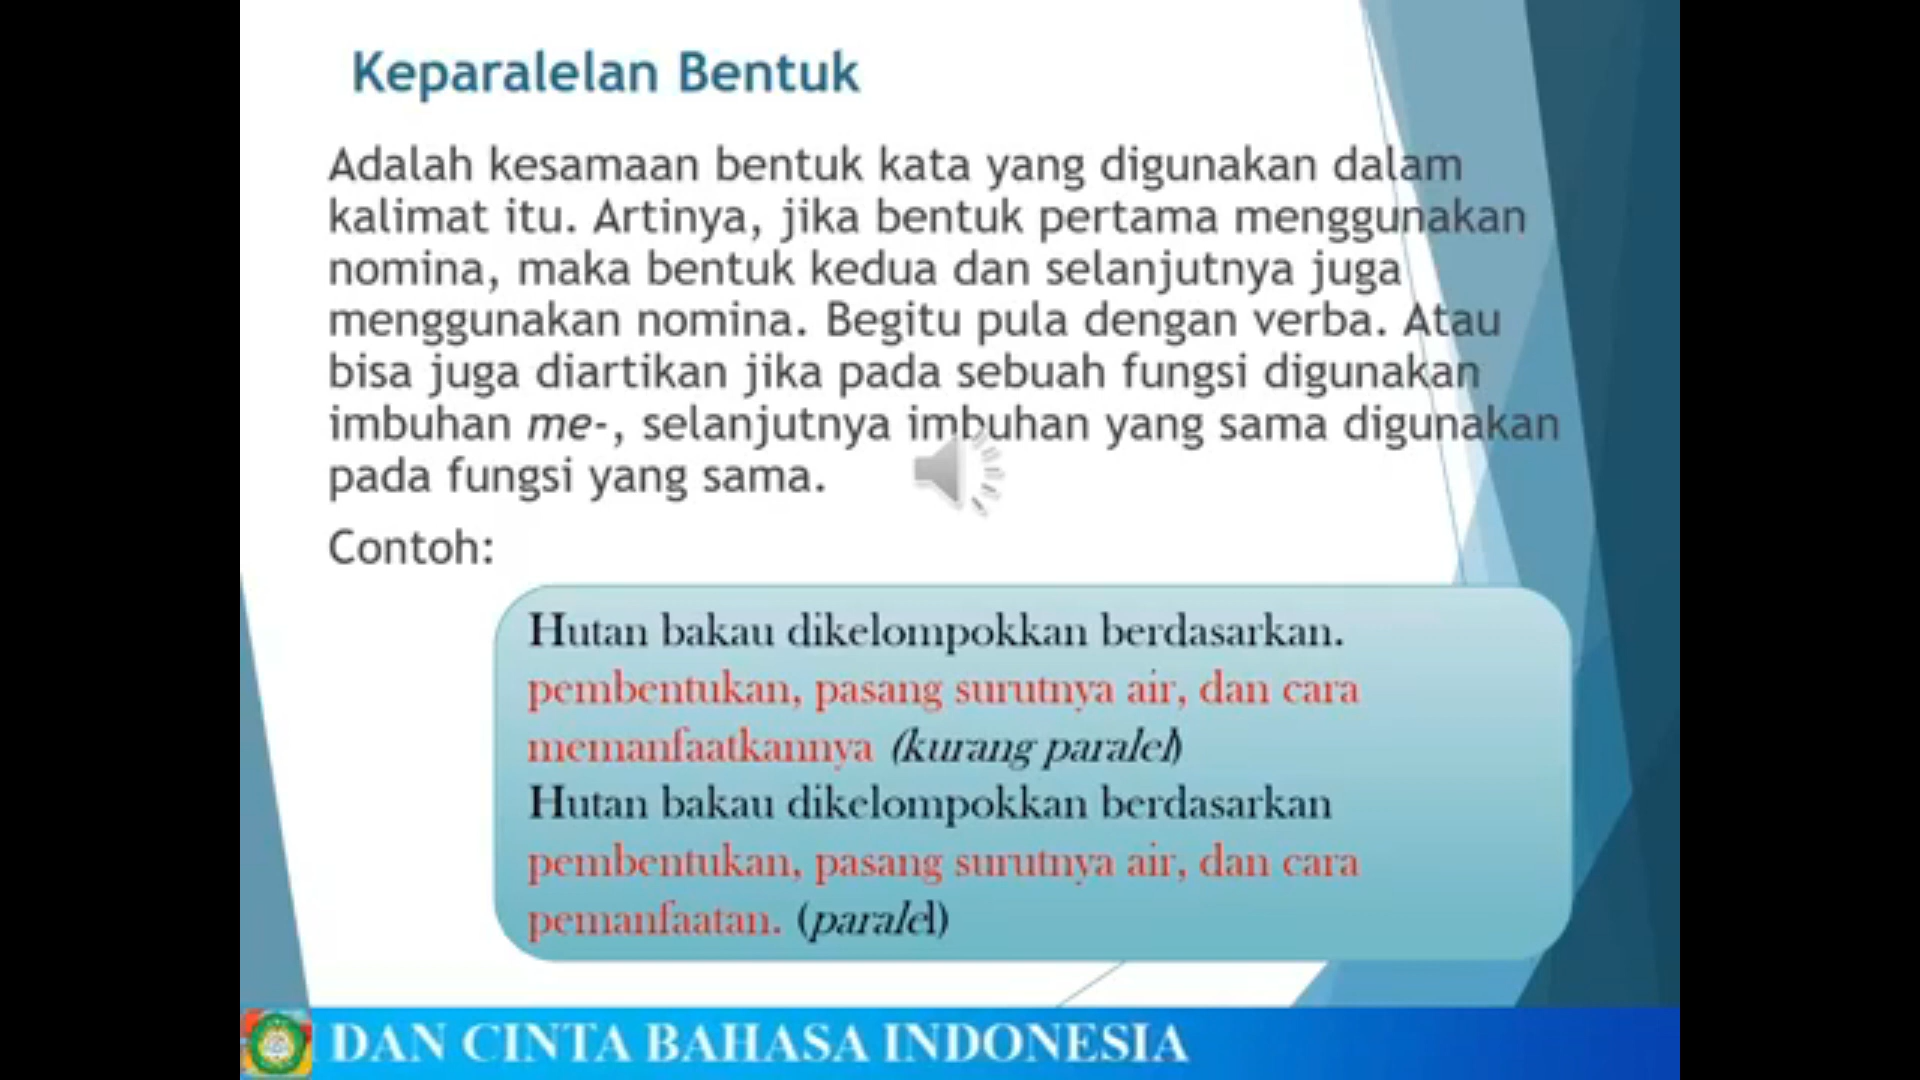 Keparalelan Bentuk
Adalah kesamaan bentuk kata yang digunakan dalam
kalimat itu. Artinya, jika bentuk pertama menggunakan
nomina, maka bentuk kedua dan selanjutnya juga
menggunakan nomina. Begitu pula dengan verba. Atau
bisa juga diartikan jika pada sebuah fungsi digunakan
imbuhan me-, selanjutnya imbuhan yang sama digunakan
pada fungsi yang sama.
Contoh:
Hutan bakau dikelompokkan berdasarkan.
pembentukan, pasang surutnya air, dan cara
memanfaatkannya (kurang paralel)
Hutan bakau dikelompokkan berdasarkan
pembentukan, pasang surutnya air, dan cara
pemanfaatan. (paralel)
DAN CINTA BAHASA INDONESIA